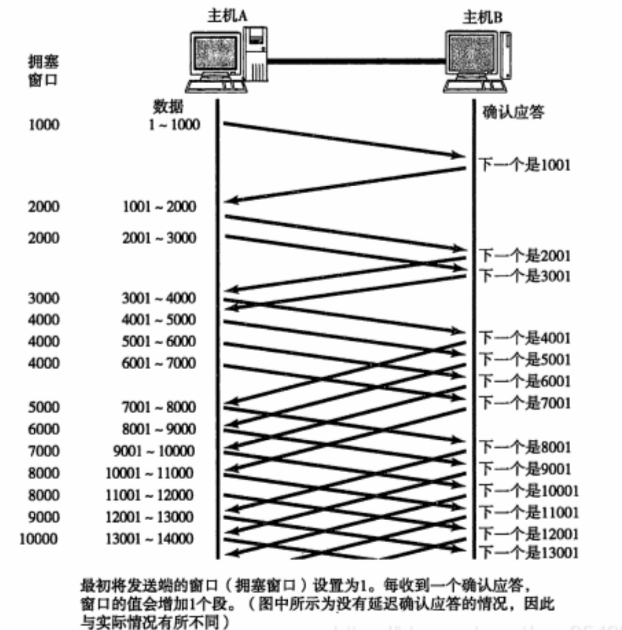 主机A 主机B
拥塞
窗口
数据 确认应答
1000 1~1000
下一个是1001
2000 1001~2000
2000 2001~3000
下一个是2001
下一个是3001
3000 3001~4000
4000 4001~5000
下一个是4001
4000 5001~6000
下一个是5001
4000 6001~7000
下一个是6001
下一个是7001
5000 7001~8000
6000 8001~9000
下一个是8001
7000 9001~10000
下一个是9001
8000 10001~11000
下一个是10001
8000 11001~12000
下一个是11001
9000 12001~13000
下一个是12001
10000 13001~14000
下一个是13001
最初将发送端的窗口（拥塞窗口）设置为1。每收到一个确认应答，
窗口的值会增加1个段。（图中所示为没有延迟确认应答的情况，因此
与实际情况有所不同）